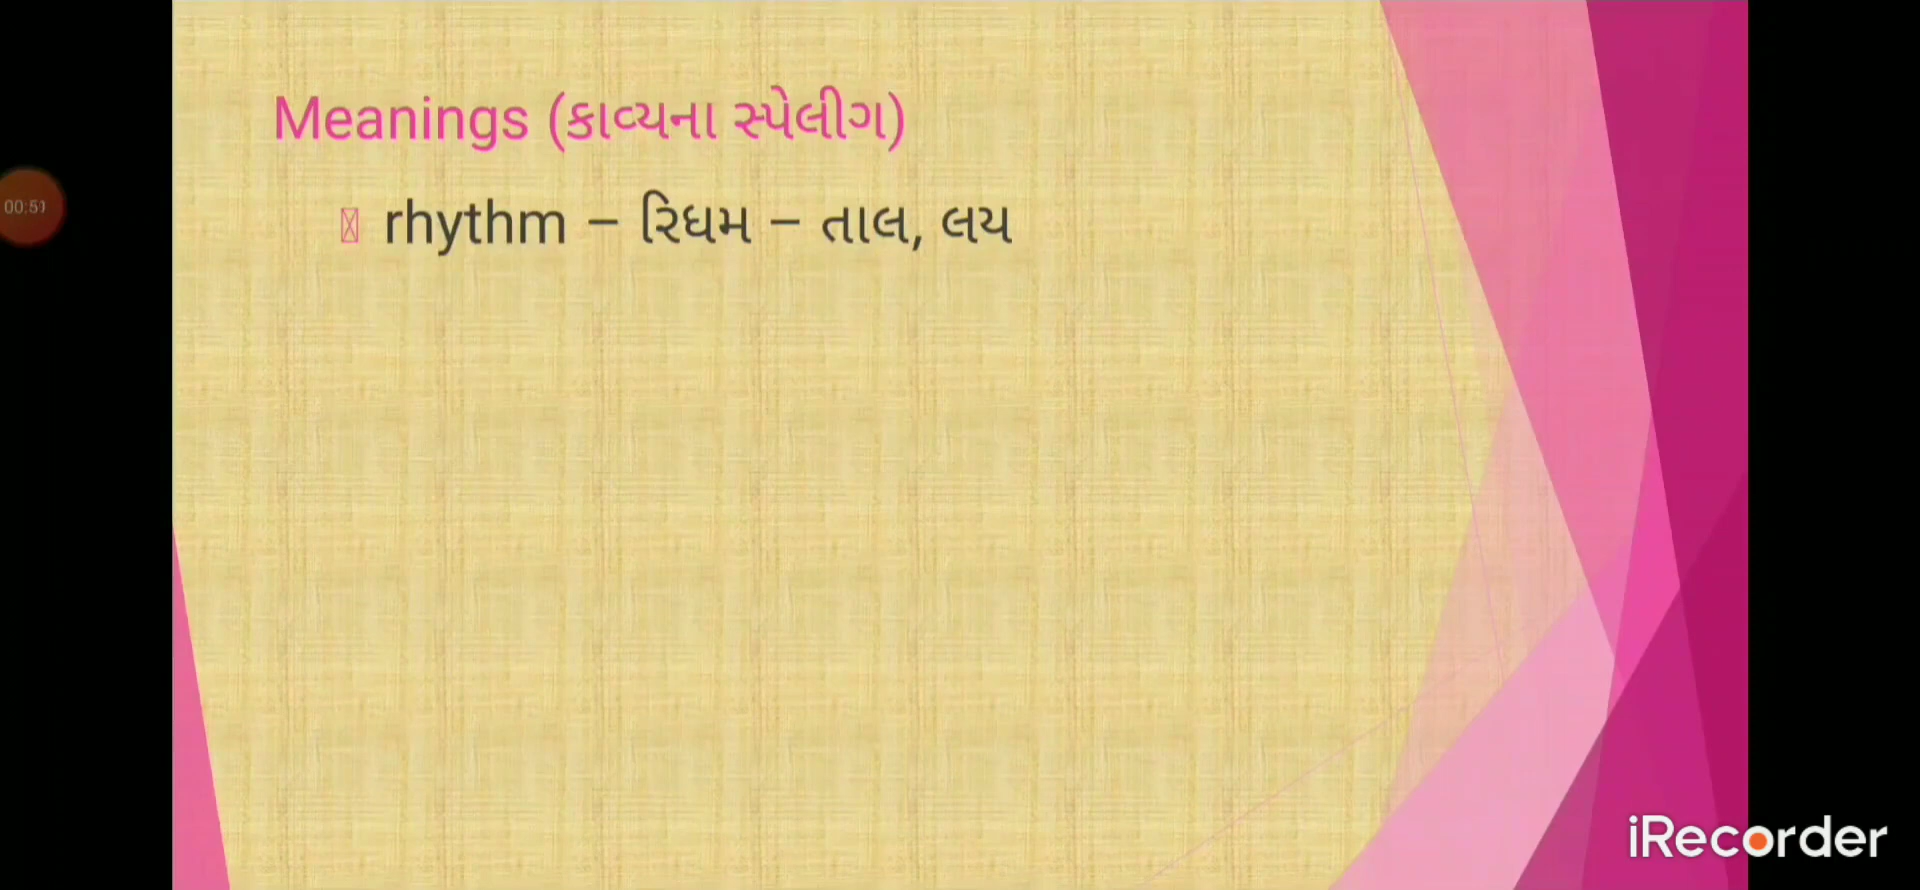 Meanings (કાવ્યના સ્પેલીગ)
00:51
rhythm – રિધમ – તાલ, લય
iRecorder